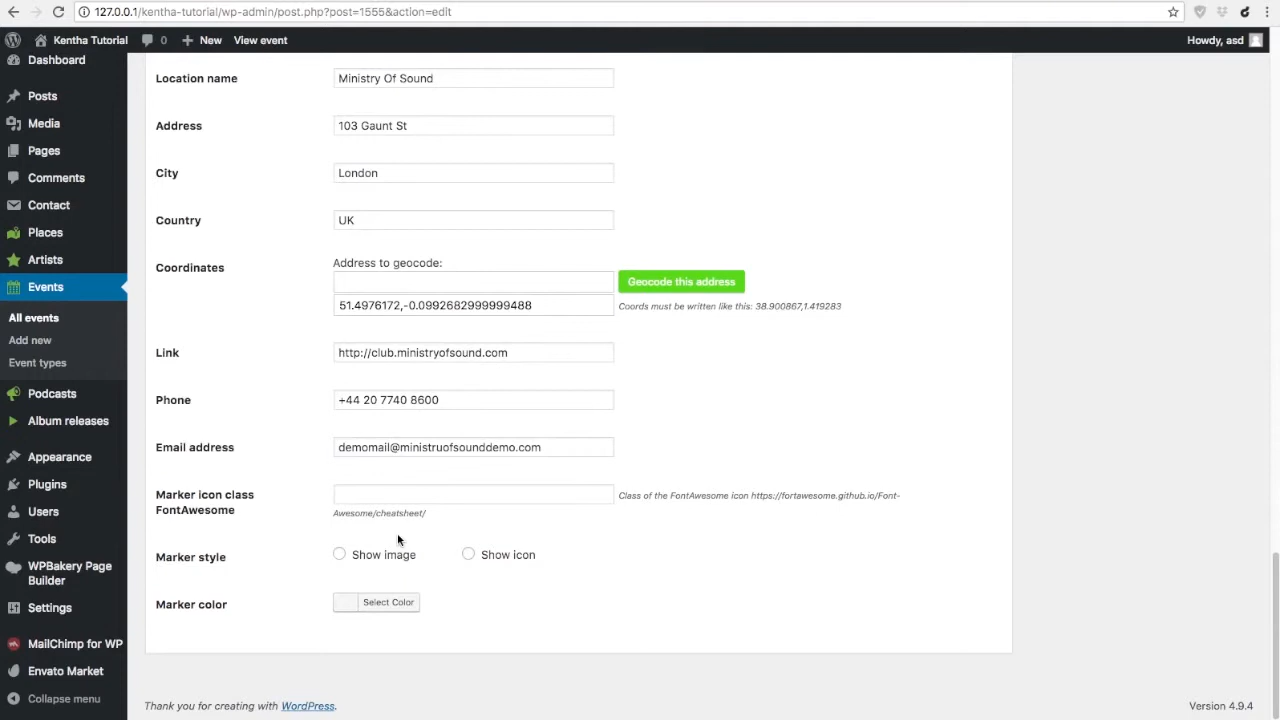 127.0.0.1/kentha-tutorial/wp-admin/post.php?post=1555&action=edit
Kentha Tutorial 0 New View event Howdy, asd
Dashboard
Posts
Media
Pages
Comments
Contact
Places
Artists
Events
All events
Add new
Event types
Podcasts
Album releases
Appearance
Plugins
Users
Tools
WPBakery Page
Builder
Settings
MailChimp for WP
Envato Market
Collapse menu
Location name Ministry Of Sound
Address 103 Gaunt St
City London
Country UK
Coordinates Address to geocode:
Geocode this address
51.4976172,-0.0992682999999488 Coords must be written like this: 38.900867,1.419283
Link http://club.ministryofsound.com
Phone +44 20 7740 8600
Email address demomail@ministruofsounddemo.com
Marker icon class
FontAwesome
Class of the FontAwesome icon https://fortawesome.github.io/Font-
Awesome/cheatsheet/
Marker style Show image Show icon
Marker color Select Color
Thank you for creating with WordPress.
Version 4.9.4